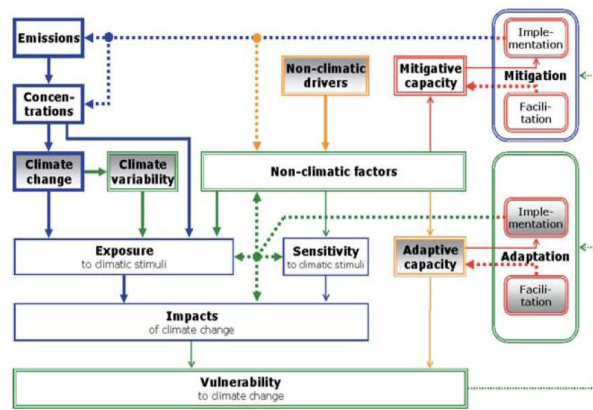 Emissions
Non-climatic
drivers
Mitigative
capacity
Imple-
mentation
Mitigation
Facili-
tation
Concen-
trations
Climate
change
Climate
variability
Non-climatic factors
Exposure
to climatic stimuli
Sensitivity
to climatic stimuli
Adaptive
capacity
Imple-
mentation
Adaptation
Facili-
tation
Impacts
of climate change
Vulnerability
to climate change